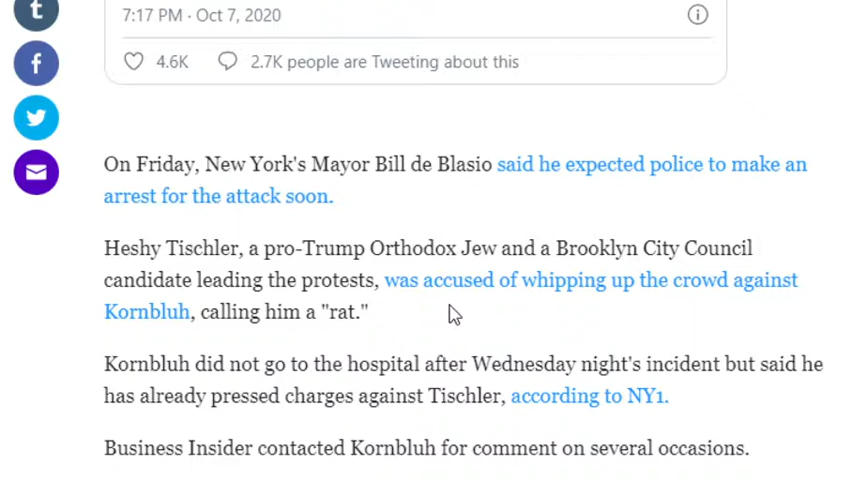 7:17 PM · Oct 7, 2020
4.6K 2.7K people are Tweeting about this
On Friday, New York's Mayor Bill de Blasio said he expected police to make an
arrest for the attack soon.
Heshy Tischler, a pro-Trump Orthodox Jew and a Brooklyn City Council
candidate leading the protests, was accused of whipping up the crowd against
Kornbluh, calling him a "rat."
Kornbluh did not go to the hospital after Wednesday night's incident but said he
has already pressed charges against Tischler, according to NY1.
Business Insider contacted Kornbluh for comment on several occasions.